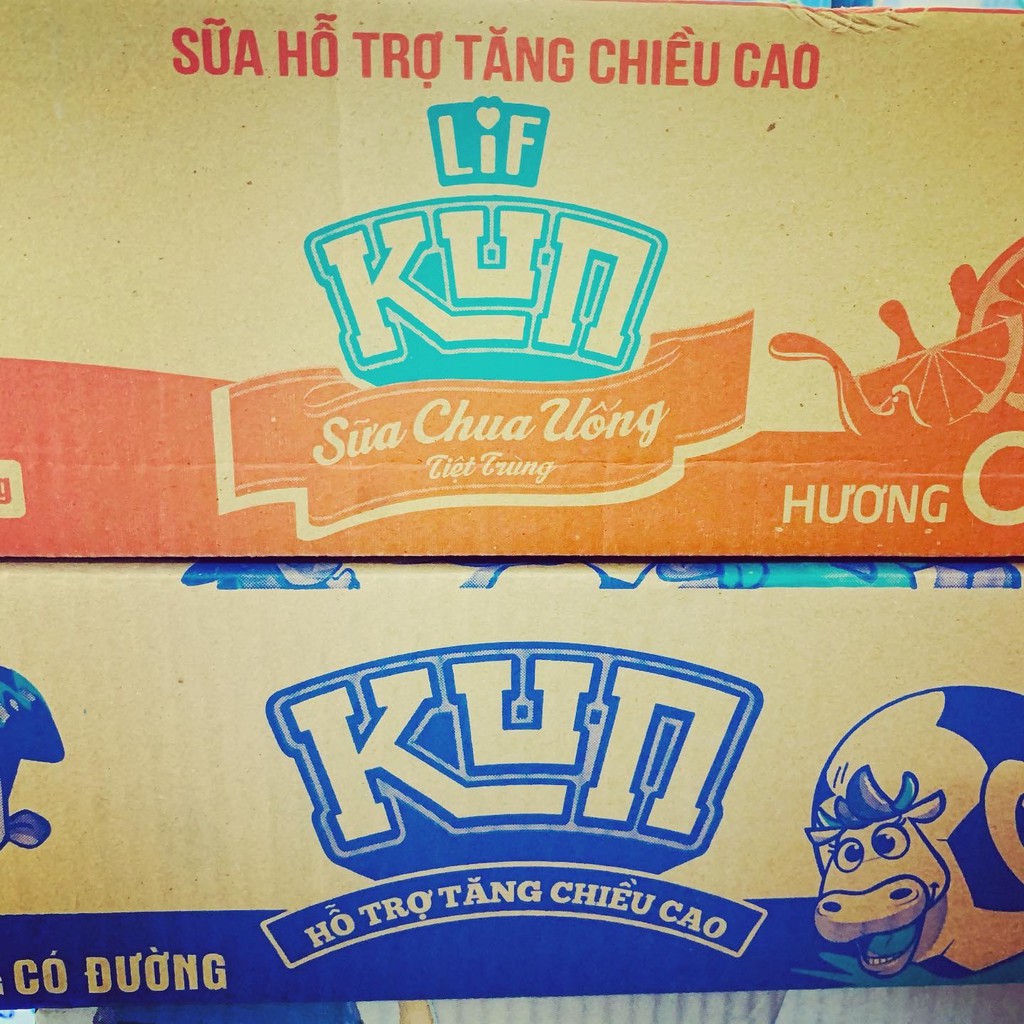 SỮA HỖ TRỢ TĂNG CHIỀU CAO
LiF
KUN
Sữa Chua Uống
Tiệt Trùng
HƯƠNG
KUN
HỖ TRỢ TĂNG CHIỀU CAO
CÓ ĐƯỜNG